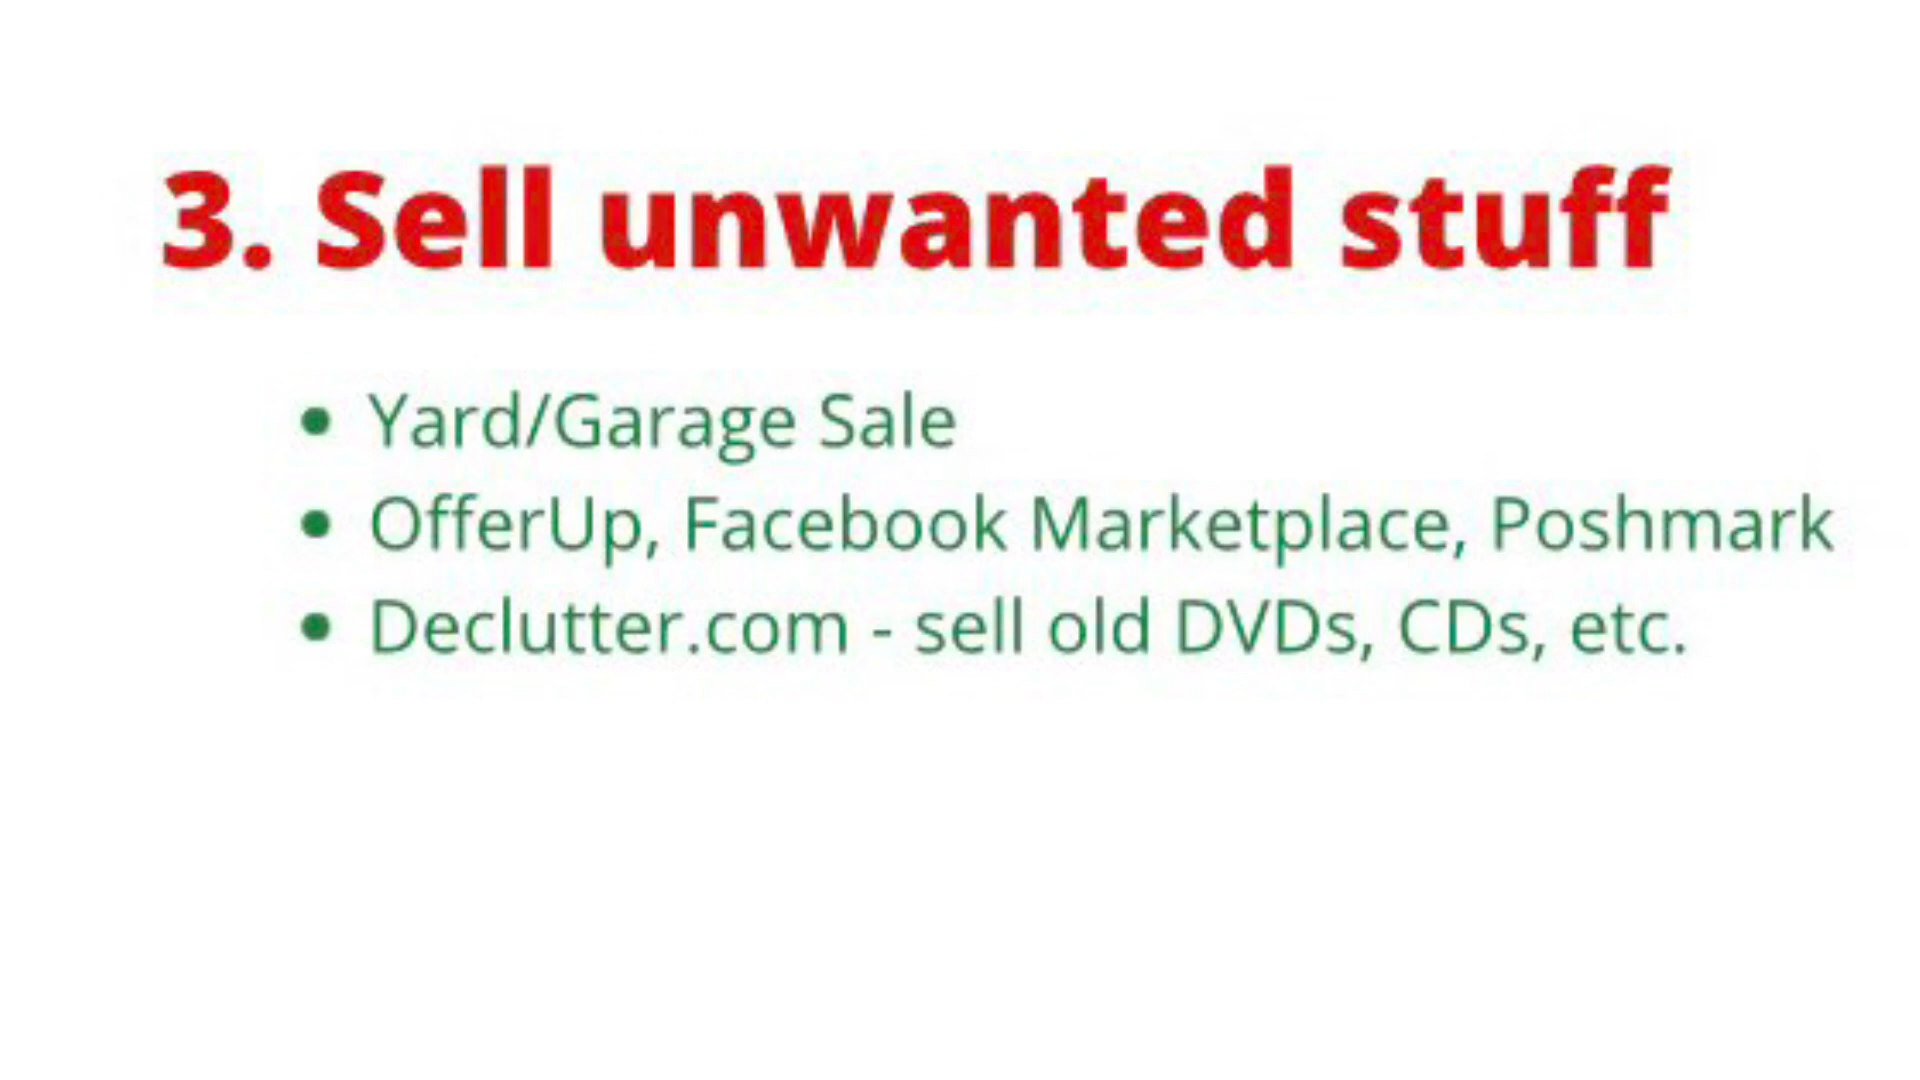 3. Sell unwanted stuff
• Yard/Garage Sale
• OfferUp, Facebook Marketplace, Poshmark
• Declutter.com - sell old DVDs, CDs, etc.